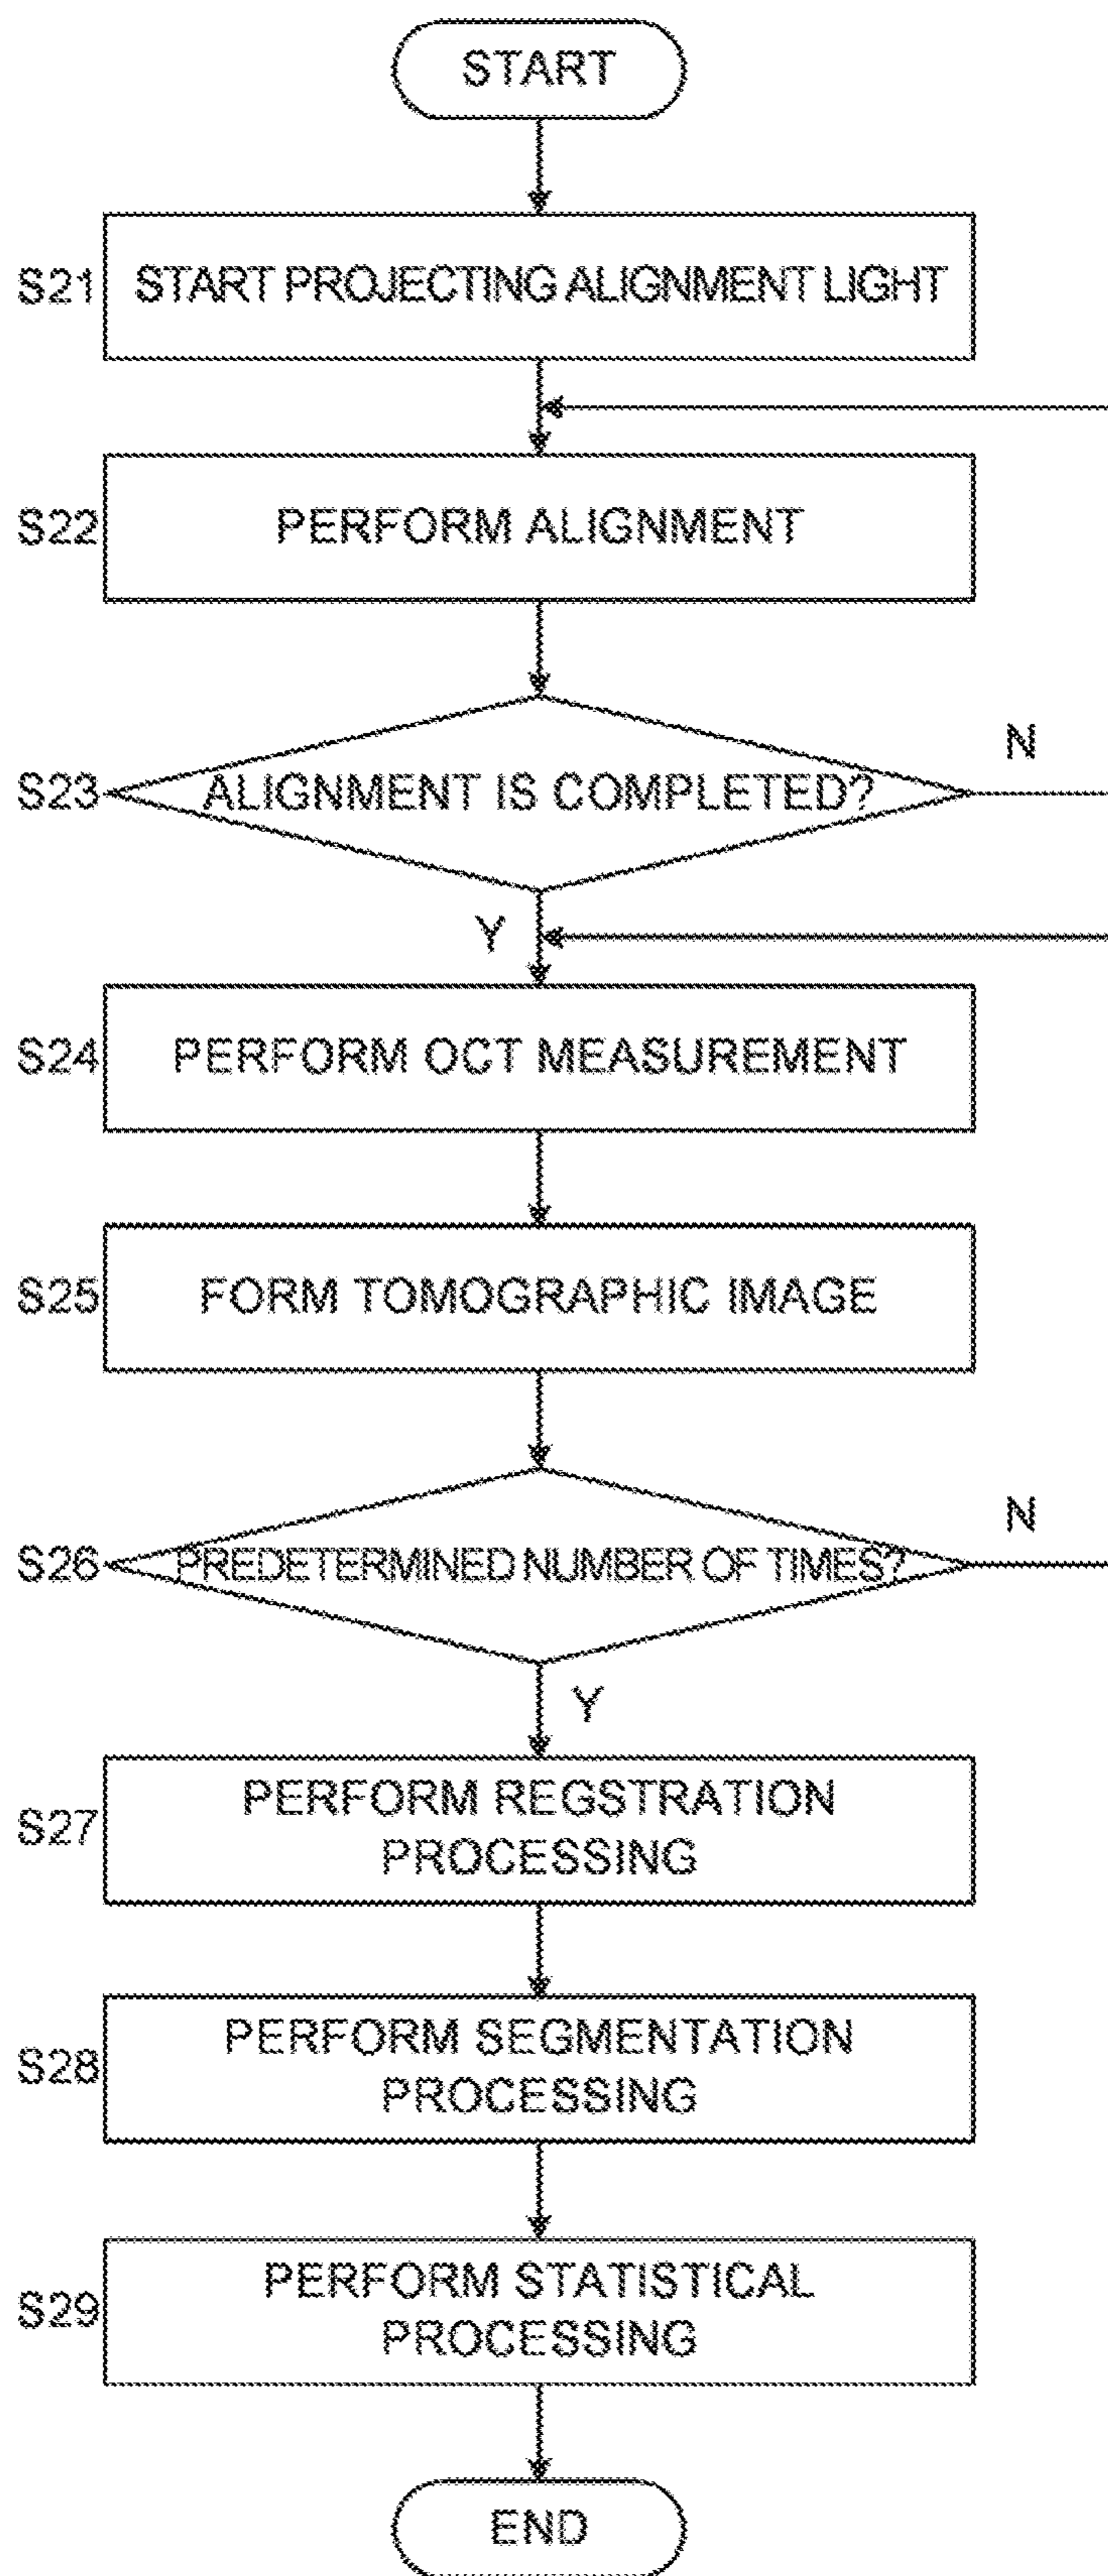 START
S21 START PROJECTING ALIGNMENT LIGHT
S22 PERFORM ALIGNMENT
S23 ALIGNMENT IS COMPLETED?
N
Y
S24 PERFORM OCT MEASUREMENT
S25 FORM TOMOGRAPHIC IMAGE
S26 PREDETERMINED NUMBER OF TIMES?
N
Y
S27 PERFORM REGSTRATION
PROCESSING
S28 PERFORM SEGMENTATION
PROCESSING
S29 PERFORM STATISTICAL
PROCESSING
END